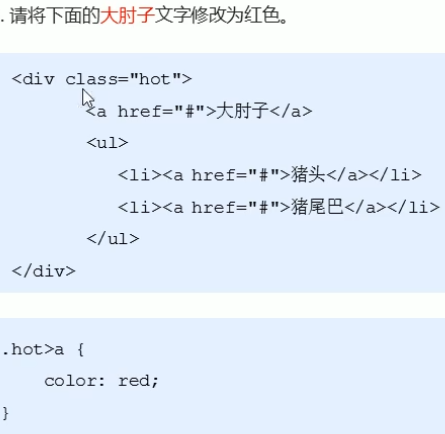 . 请将下面的大肘子文字修改为红色。
<div class="hot">
<a href="#">大肘子</a>
<ul>
<li><a href="#">猪头</a></li>
<li><a href="#">猪尾巴</a></li>
</ul>
</div>
.hot>a {
color: red;
}